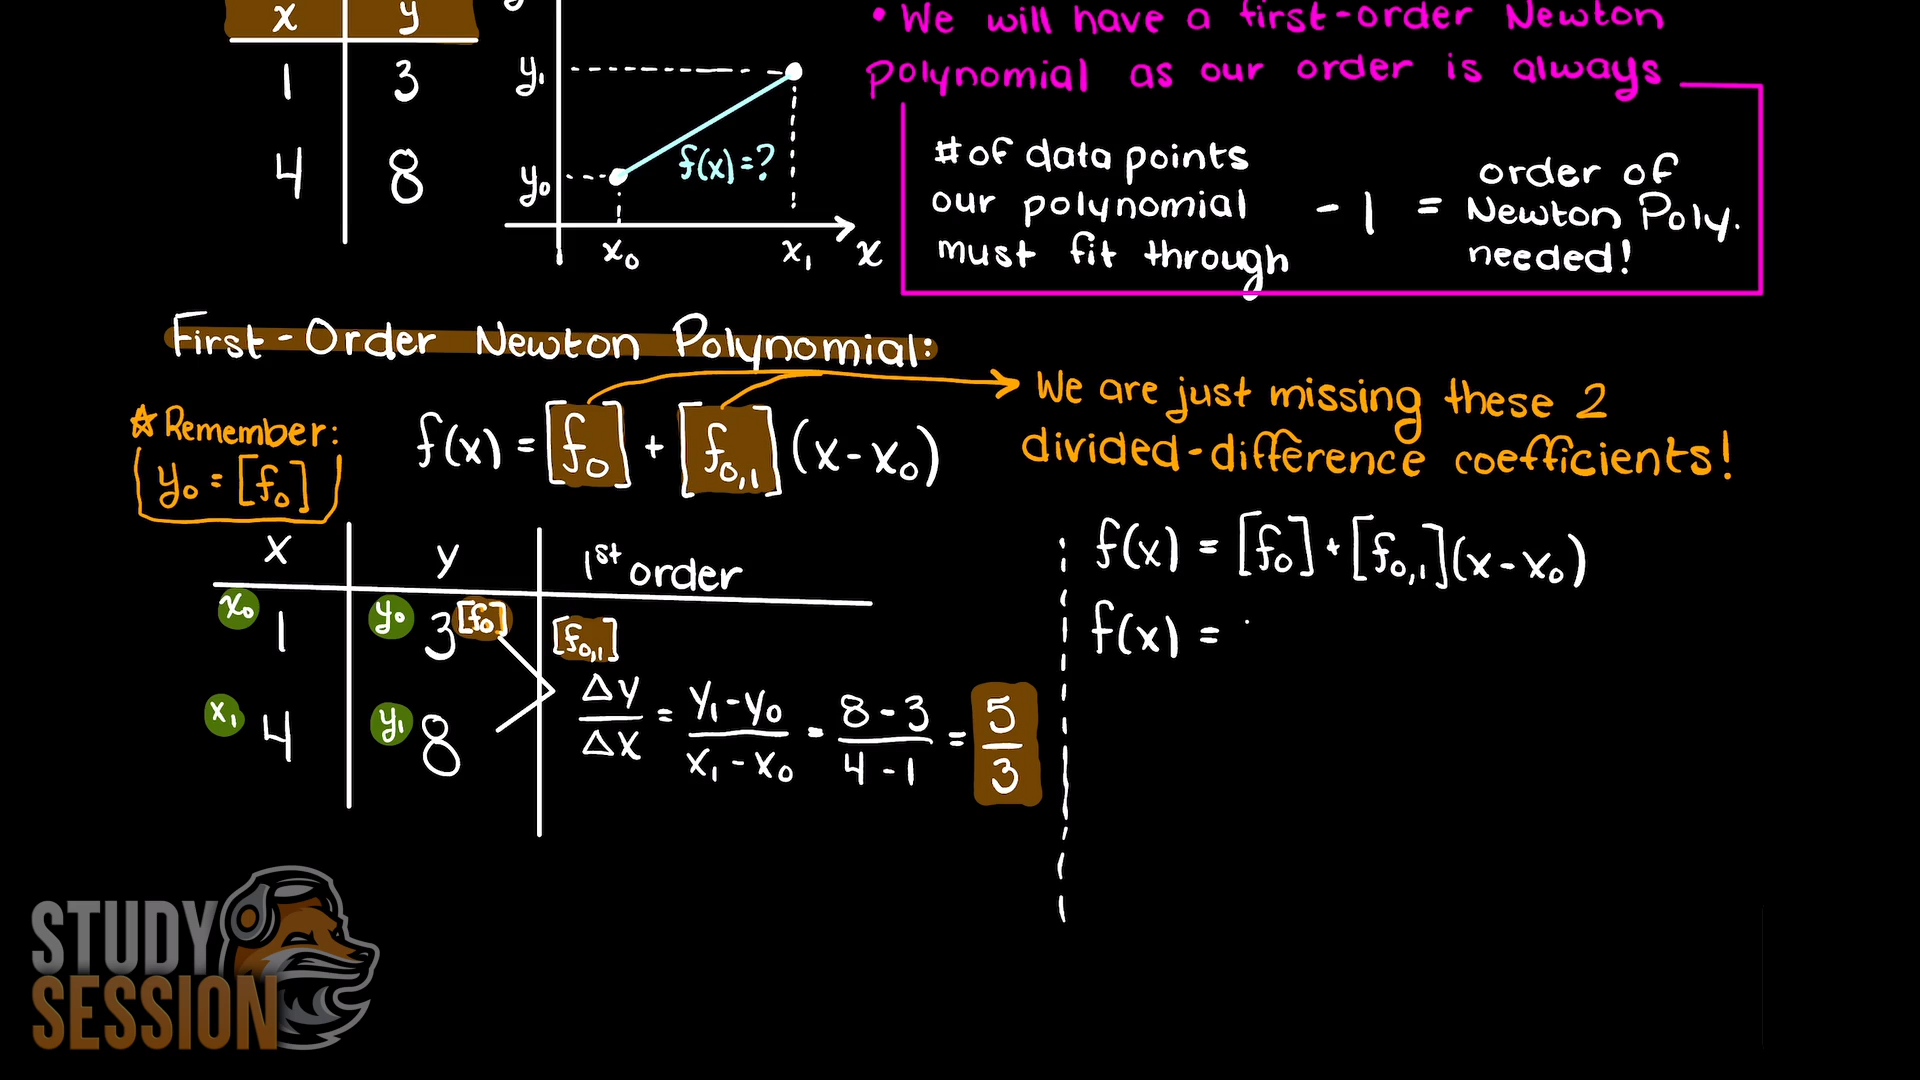 x y
1 3
4 8
y₁
y₀
f(x)=?
x₀ x₁ x
• We will have a first-order Newton
polynomial as our order is always
# of data points
our polynomial
must fit through
- 1 =
order of
Newton Poly.
needed!
First-Order Newton Polynomial:
☆ Remember:
y₀ = [f₀]
f(x) = [f₀] + [f₀,₁] (x - x₀)
We are just missing these 2
divided-difference coefficients!
x y 1st order
x₀ 1 y₀ 3 [f₀] [f₀,₁]
x₁ 4 y₁ 8
Δy/Δx = (y₁ - y₀)/(x₁ - x₀) = (8 - 3)/(4 - 1) = 5/3
f(x) = [f₀] + [f₀,₁](x - x₀)
f(x) =
STUDY
SESSION